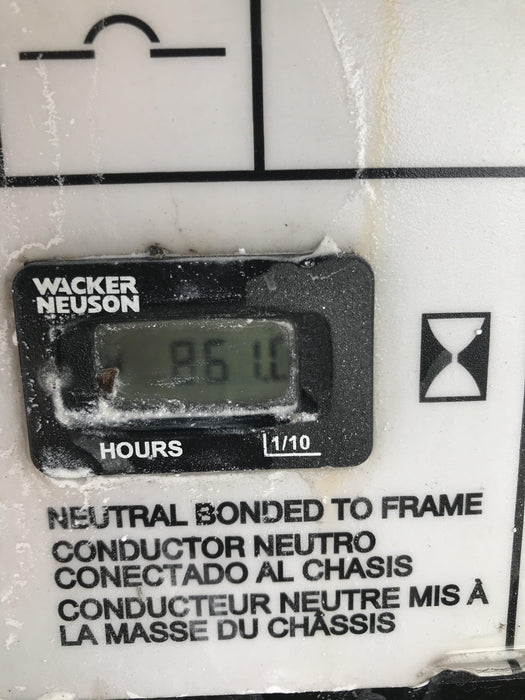 WACKER
NEUSON
861.0
HOURS
1/10
NEUTRAL BONDED TO FRAME
CONDUCTOR NEUTRO
CONECTADO AL CHASIS
CONDUCTEUR NEUTRE MIS À
LA MASSE DU CHÂSSIS